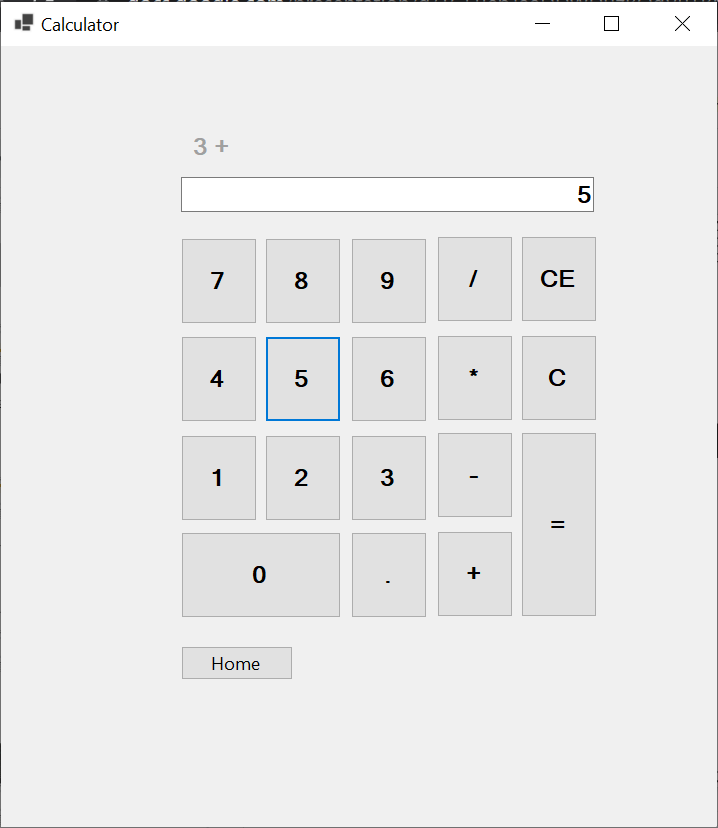 Calculator
3 +
5
7 8 9 / CE
4 5 6 * C
1 2 3 -
=
0 . +
Home